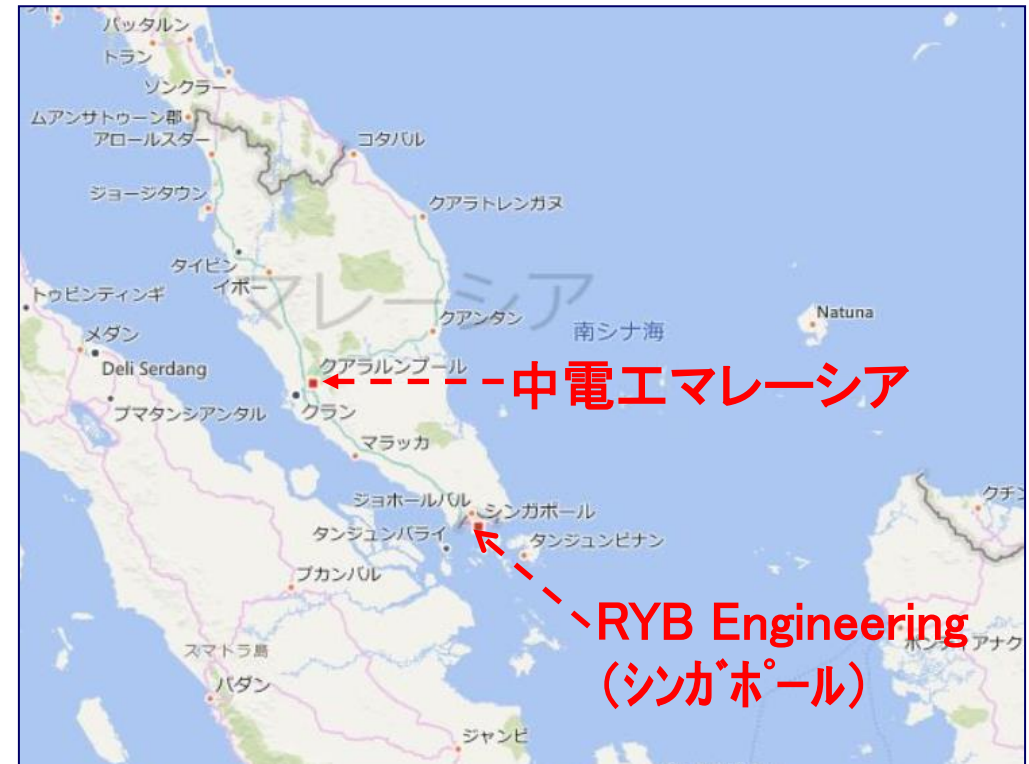 パッタルン
トラン
ソンクラー
ムアンサトゥーン郡
アロールスター
コタバル
ジョージタウン
クアラトレンガヌ
タイピン
イポー
マレーシア
トゥビンティンギ
クアンタン
南シナ海
Natuna
メダン
Deli Serdang
クアラルンプール
中電工マレーシア
プマタンシアンタル
クラン
マラッカ
ジョホールバル
シンガポール
クチン
タンジュンバライ
タンジュンピナン
プカンバル
RYB Engineering
(シンガポール)
スマトラ島
パダン
ジャンビ